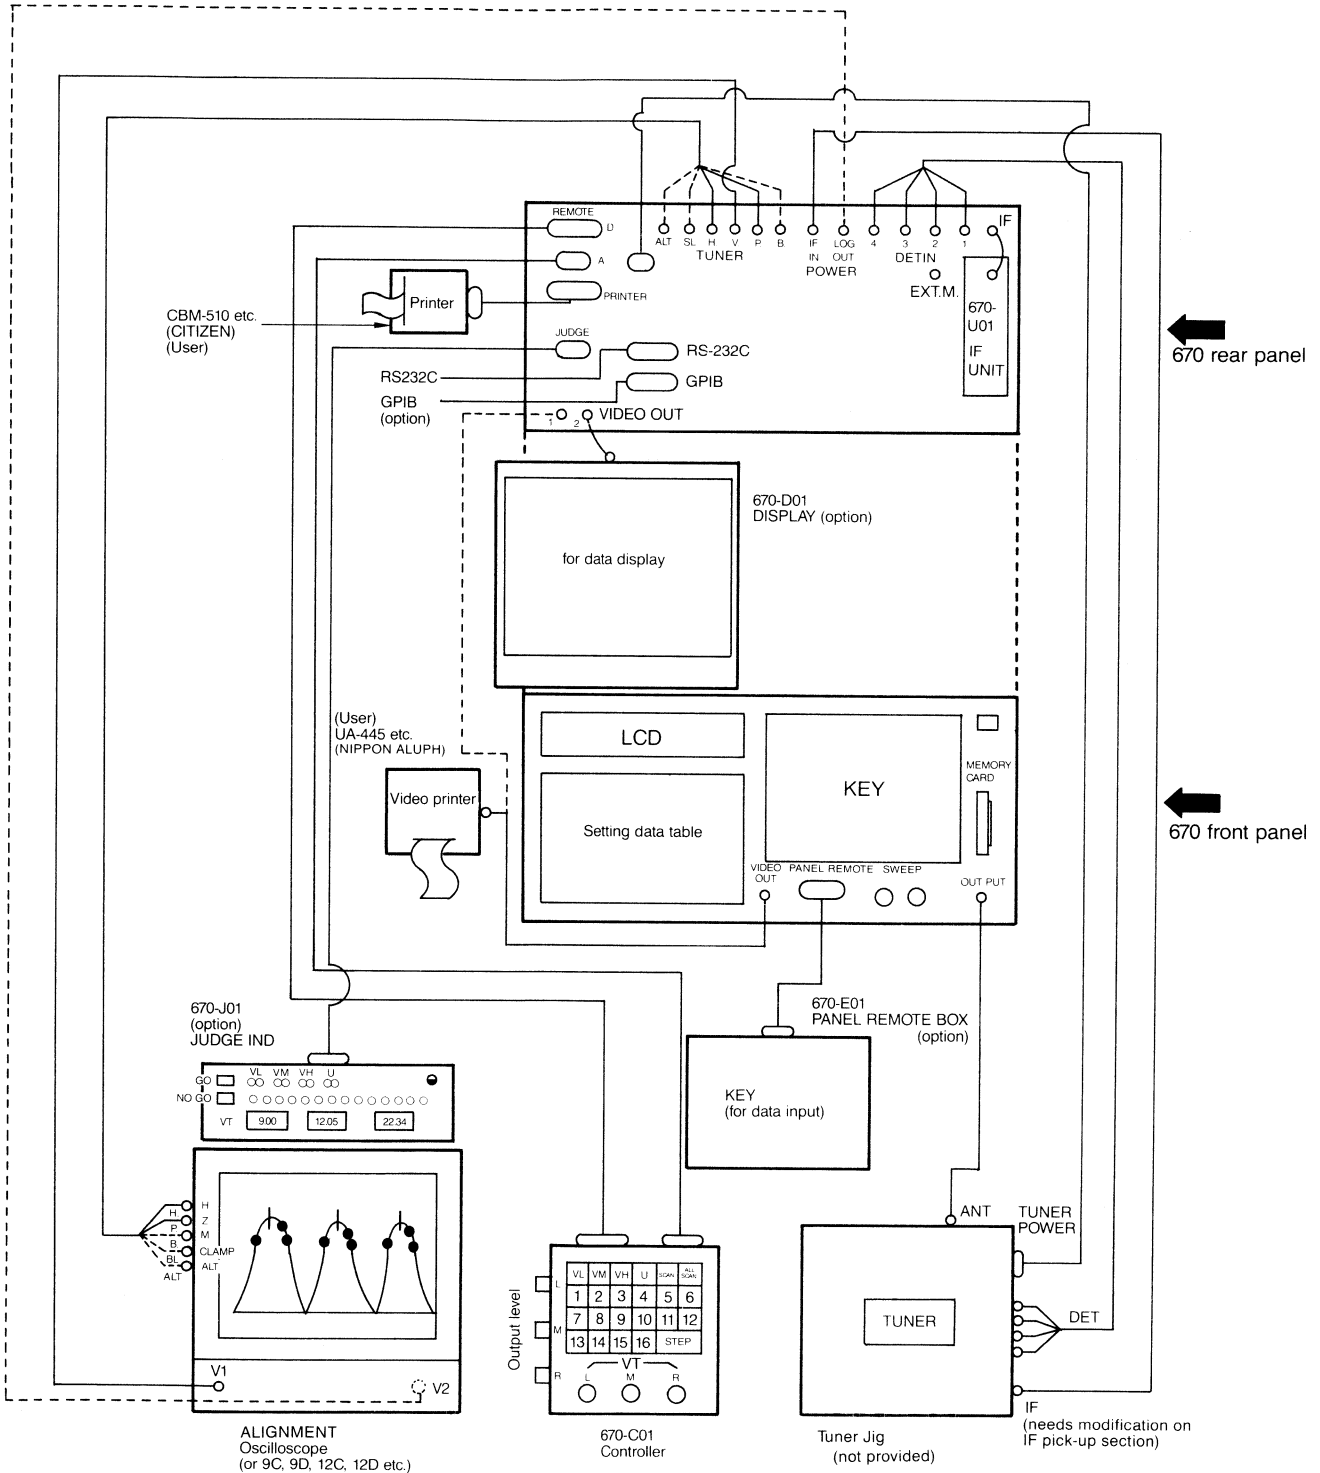 REMOTE
D
A
PRINTER
Printer
CBM-510 etc.
(CITIZEN)
(User)
JUDGE
RS232C
GPIB
(option)
RS-232C
GPIB
1
2
VIDEO OUT
ALT
SL
H
V
P
B.
TUNER
IF
IN
LOG
OUT
POWER
4
3
2
1
DETIN
IF
EXT.M.
670-
U01
IF
UNIT
670 rear panel
670-D01
DISPLAY (option)
for data display
(User)
UA-445 etc.
(NIPPON ALUPH)
Video printer
LCD
Setting data table
KEY
MEMORY
CARD
VIDEO
OUT
PANEL REMOTE
SWEEP
OUT PUT
670 front panel
670-J01
(option)
JUDGE IND
GO
NO GO
VL
VM
VH
U
VT
9.00
12.05
22.34
670-E01
PANEL REMOTE BOX
(option)
KEY
(for data input)
H
P
B.
BL
ALT
H
Z
M
CLAMP
ALT
V1
V2
ALIGNMENT
Oscilloscope
(or 9C, 9D, 12C, 12D etc.)
Output level
L
M
R
VL VM VH U SCAN ALL SCAN
1 2 3 4 5 6
7 8 9 10 11 12
13 14 15 16 STEP
VT
L M R
670-C01
Controller
ANT
TUNER
POWER
TUNER
DET
IF
(needs modification on
IF pick-up section)
Tuner Jig
(not provided)